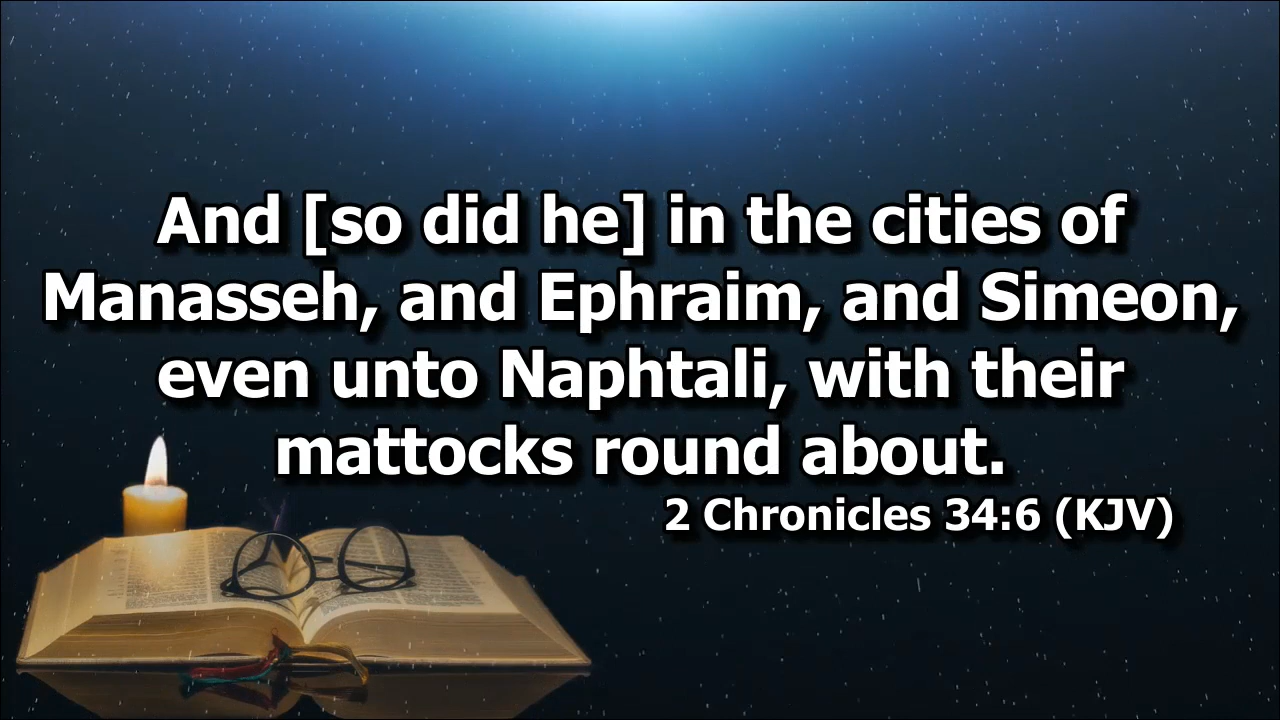 And [so did he] in the cities of
Manasseh, and Ephraim, and Simeon,
even unto Naphtali, with their
mattocks round about.
2 Chronicles 34:6 (KJV)